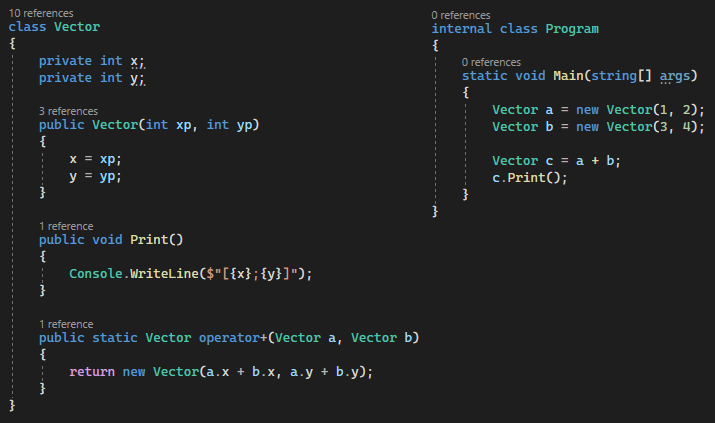 10 references
class Vector
{
private int x;
private int y;
3 references
public Vector(int xp, int yp)
{
x = xp;
y = yp;
}
1 reference
public void Print()
{
Console.WriteLine($"[{x};{y}]");
}
1 reference
public static Vector operator+(Vector a, Vector b)
{
return new Vector(a.x + b.x, a.y + b.y);
}
}
0 references
internal class Program
{
0 references
static void Main(string[] args)
{
Vector a = new Vector(1, 2);
Vector b = new Vector(3, 4);
Vector c = a + b;
c.Print();
}
}